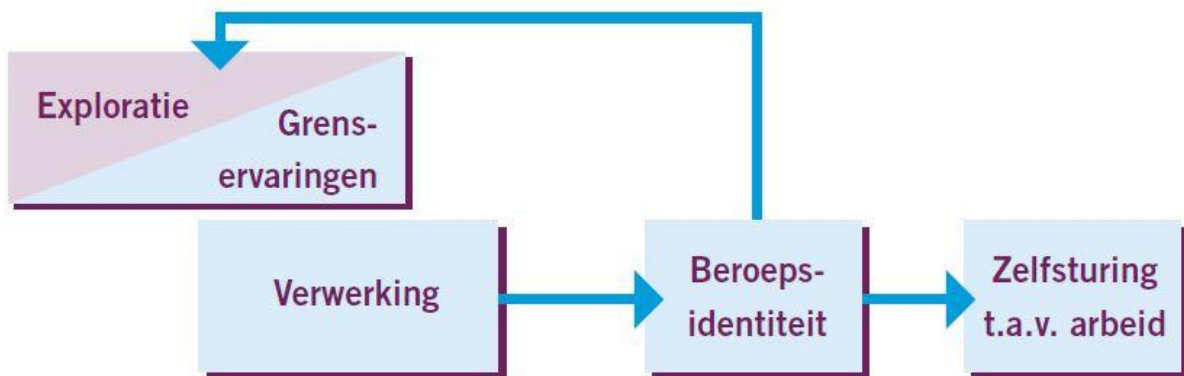 Exploratie
Grens-
ervaringen
Verwerking
Beroeps-
identiteit
Zelfsturing
t.a.v. arbeid